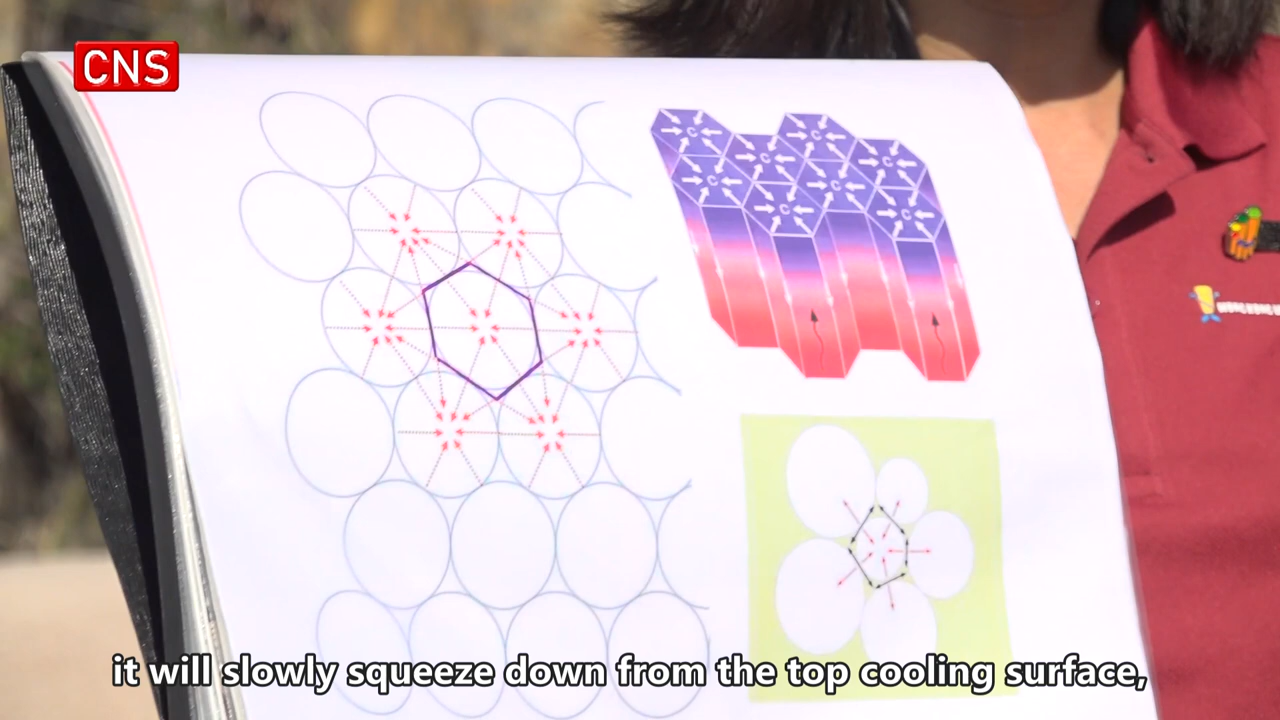 CNS
C C
C C
C C
C C
it will slowly squeeze down from the top cooling surface,